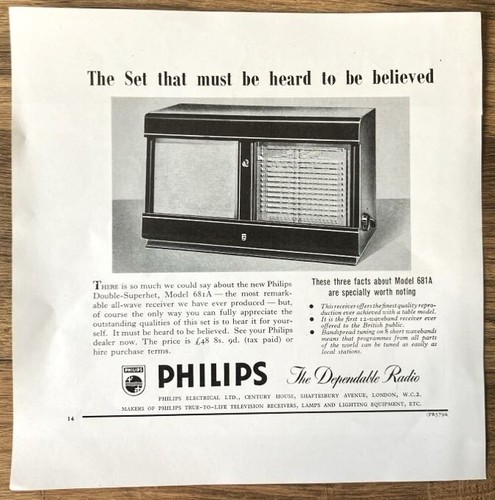 The Set that must be heard to be believed
THERE is so much we could say about the new Philips
Double-Superhet, Model 681A — the most remark-
able all-wave receiver we have ever produced — but,
of course the only way you can fully appreciate the
outstanding qualities of this set is to hear it for your-
self. It must be heard to be believed. See your Philips
dealer now. The price is £48 8s. 9d. (tax paid) or
hire purchase terms.
These three facts about Model 681A
are specially worth noting
● This receiver offers the finest quality repro-
duction ever achieved with a table model.
● It is the first 12-waveband receiver ever
offered to the British public.
● Bandspread tuning on 8 short wavebands
means that programmes from all parts
of the world can be tuned as easily as
local stations.
PHILIPS
PHILIPS The Dependable Radio
PHILIPS ELECTRICAL LTD., CENTURY HOUSE, SHAFTESBURY AVENUE, LONDON, W.C.2.
MAKERS OF PHILIPS TRUE-TO-LIFE TELEVISION RECEIVERS, LAMPS AND LIGHTING EQUIPMENT, ETC.
14